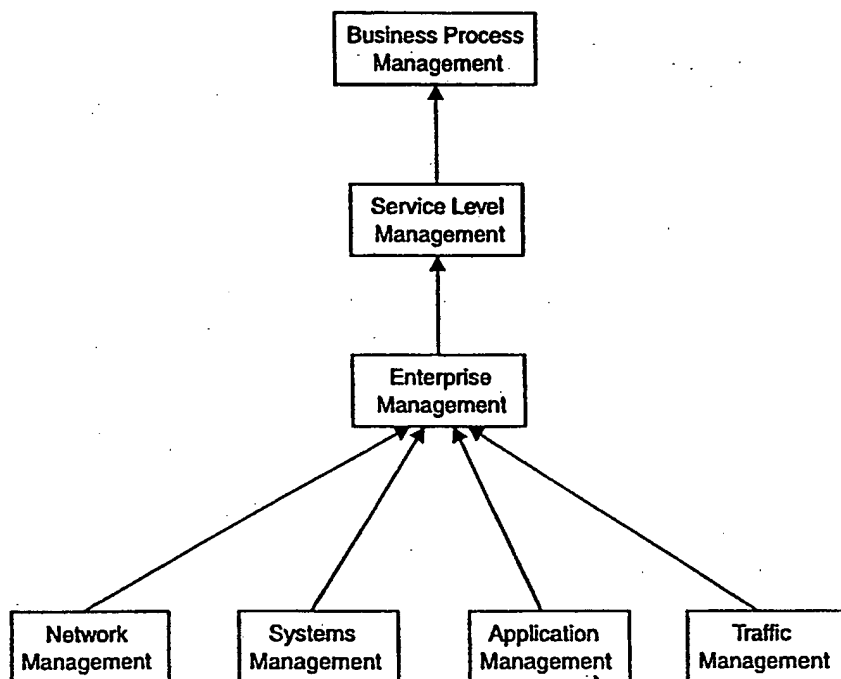 Business Process
Management
Service Level
Management
Enterprise
Management
Network
Management
Systems
Management
Application
Management
Traffic
Management